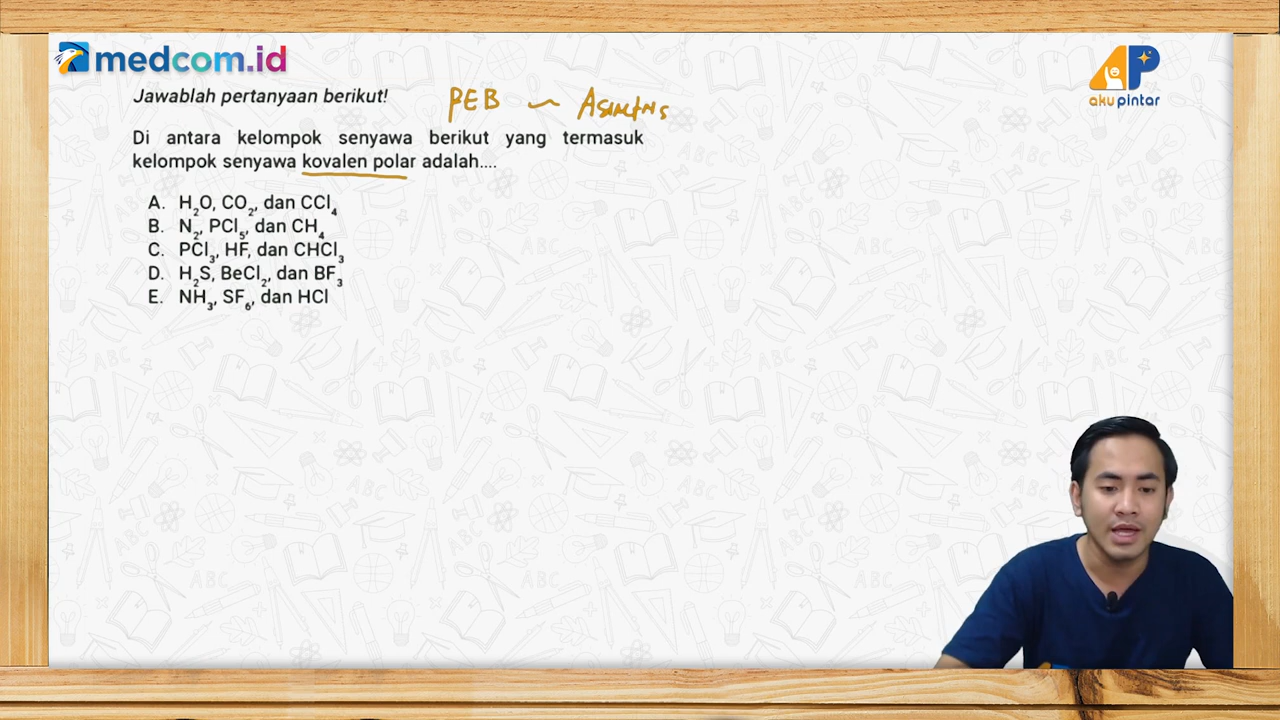 medcom.id
AP
aku pintar
Jawablah pertanyaan berikut!
PEB
Di antara kelompok senyawa berikut yang termasuk
kelompok senyawa kovalen polar adalah....
A. H₂O, CO₂, dan CCl₄
B. N₂, PCl₅, dan CH₄
C. PCl₃, HF, dan CHCl₃
D. H₂S, BeCl₂, dan BF₃
E. NH₃, SF₆, dan HCl